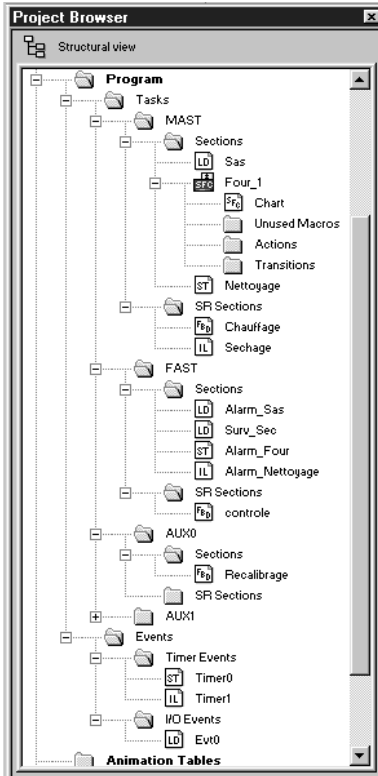 Project Browser
Structural view
Program
Tasks
MAST
Sections
LD Sas
SFC Four_1
SFC Chart
Unused Macros
Actions
Transitions
ST Nettoyage
SR Sections
FBD Chauffage
IL Sechage
FAST
Sections
LD Alarm_Sas
LD Surv_Sec
ST Alarm_Four
IL Alarm_Nettoyage
SR Sections
FBD controle
AUX0
Sections
FBD Recalibrage
SR Sections
AUX1
Events
Timer Events
ST Timer0
IL Timer1
I/O Events
LD Evt0
Animation Tables